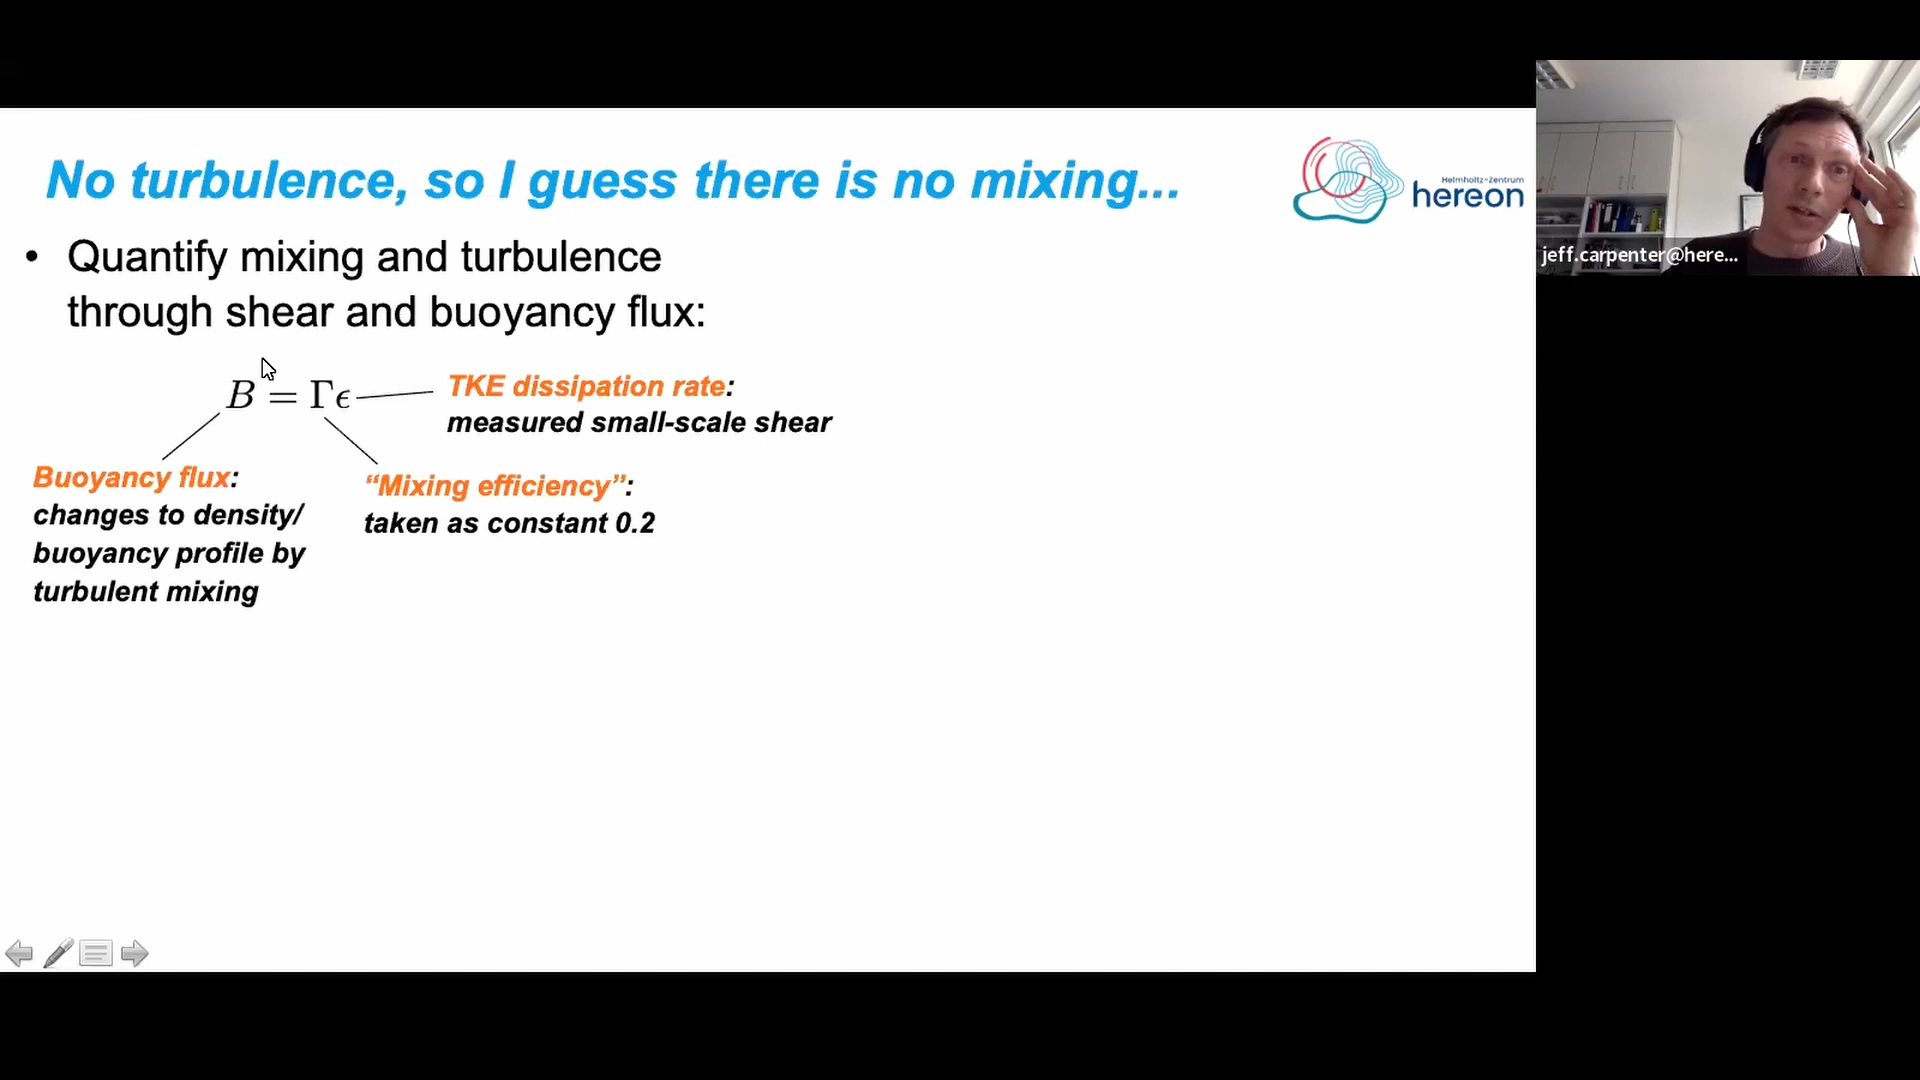 No turbulence, so I guess there is no mixing...
Helmholtz-Zentrum
hereon
• Quantify mixing and turbulence
through shear and buoyancy flux:
B = Γϵ
TKE dissipation rate:
measured small-scale shear
Buoyancy flux:
changes to density/
buoyancy profile by
turbulent mixing
“Mixing efficiency”:
taken as constant 0.2
jeff.carpenter@here...